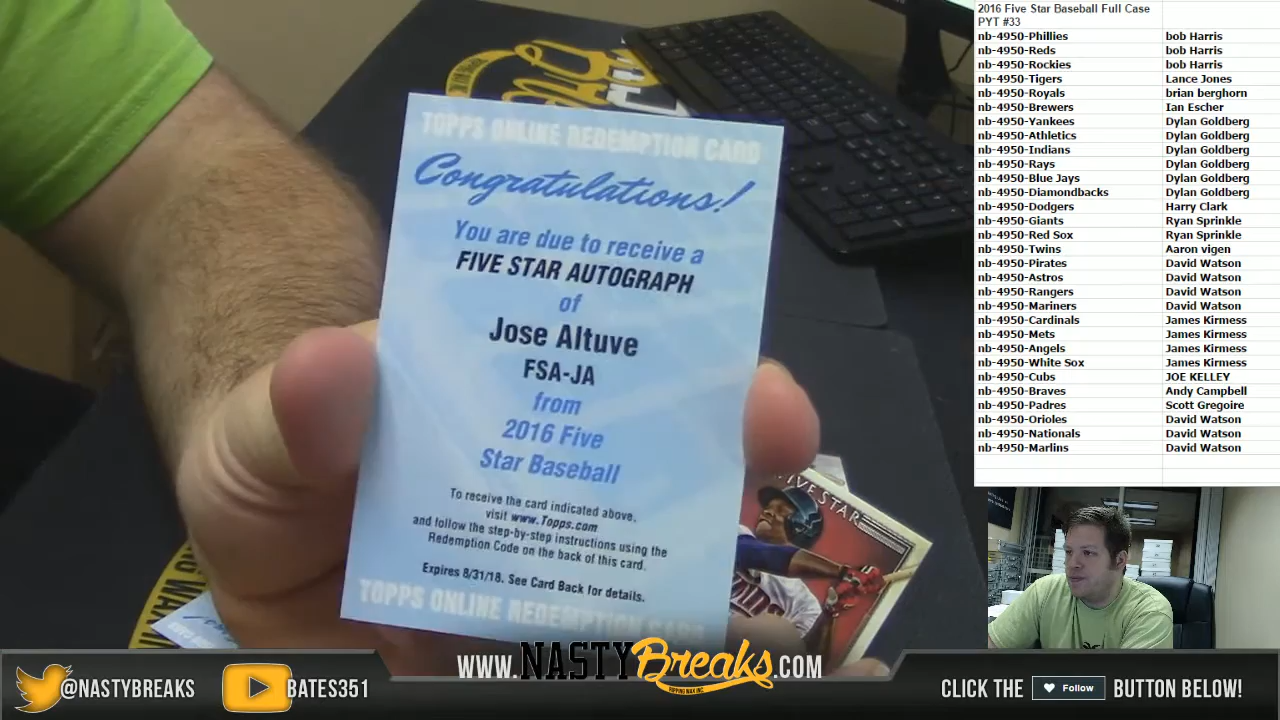 TOPPS ONLINE REDEMPTION CARD
Congratulations!
You are due to receive a
FIVE STAR AUTOGRAPH
of
Jose Altuve
FSA-JA
from
2016 Five
Star Baseball
To receive the card indicated above,
visit www.Topps.com
and follow the step-by-step instructions using the
Redemption Code on the back of this card.
Expires 8/31/18. See Card Back for details.
TOPPS ONLINE REDEMPTION CARD
FIVE STAR
2016 Five Star Baseball Full Case
PYT #33
nb-4950-Phillies bob Harris
nb-4950-Reds bob Harris
nb-4950-Rockies bob Harris
nb-4950-Tigers Lance Jones
nb-4950-Royals brian berghorn
nb-4950-Brewers Ian Escher
nb-4950-Yankees Dylan Goldberg
nb-4950-Athletics Dylan Goldberg
nb-4950-Indians Dylan Goldberg
nb-4950-Rays Dylan Goldberg
nb-4950-Blue Jays Dylan Goldberg
nb-4950-Diamondbacks Dylan Goldberg
nb-4950-Dodgers Harry Clark
nb-4950-Giants Ryan Sprinkle
nb-4950-Red Sox Ryan Sprinkle
nb-4950-Twins Aaron vigen
nb-4950-Pirates David Watson
nb-4950-Astros David Watson
nb-4950-Rangers David Watson
nb-4950-Mariners David Watson
nb-4950-Cardinals James Kirmess
nb-4950-Mets James Kirmess
nb-4950-Angels James Kirmess
nb-4950-White Sox James Kirmess
nb-4950-Cubs JOE KELLEY
nb-4950-Braves Andy Campbell
nb-4950-Padres Scott Gregoire
nb-4950-Orioles David Watson
nb-4950-Nationals David Watson
nb-4950-Marlins David Watson
@NASTYBREAKS
BATES351
WWW.NASTYBreaks.COM
RIPPING WAX INC.
CLICK THE Follow BUTTON BELOW!